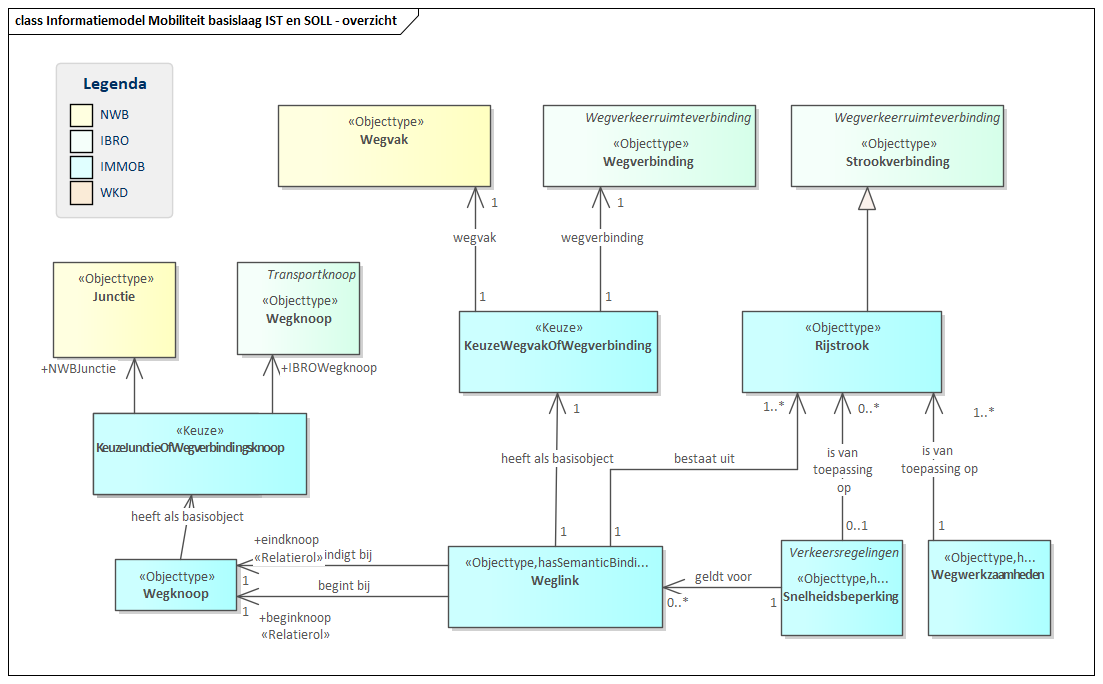 class Informatiemodel Mobiliteit basislaag IST en SOLL - overzicht
Legenda
NWB
IBRO
IMMOB
WKD
«Objecttype»
Wegvak
Wegverkeerruimteverbinding
«Objecttype»
Wegverbinding
Wegverkeerruimteverbinding
«Objecttype»
Strookverbinding
1
1
wegvak
wegverbinding
1
1
«Objecttype»
Junctie
Transportknoop
«Objecttype»
Wegknoop
«Keuze»
KeuzeWegvakOfWegverbinding
«Objecttype»
Rijstrook
+NWBJunctie
+IBROWegknoop
1
1..*
0..*
1..*
«Keuze»
KeuzeJunctieOfWegverbindingsknoop
heeft als basisobject
bestaat uit
is van
toepassing
op
is van
toepassing op
heeft als basisobject
1
1
0..1
1
+eindknoop
«Relatierol»
indigt bij
1
begint bij
1
+beginknoop
«Relatierol»
«Objecttype»
Wegknoop
«Objecttype,hasSemanticBindi...
Weglink
geldt voor
0..*
1
Verkeersregelingen
«Objecttype,h...
Snelheidsbeperking
«Objecttype,h...
Wegwerkzaamheden